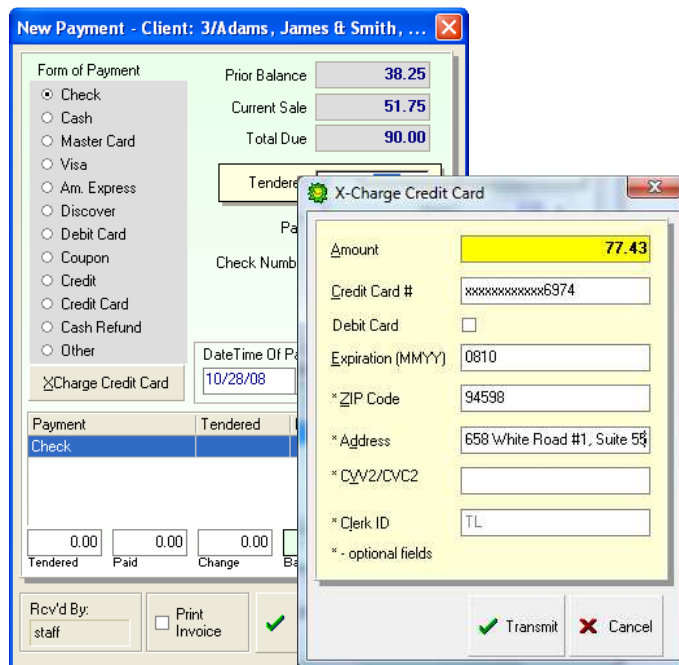 New Payment - Client: 3/Adams, James & Smith, ...
Form of Payment
Check
Cash
Master Card
Visa
Am. Express
Discover
Debit Card
Coupon
Credit
Credit Card
Cash Refund
Other
XCharge Credit Card
Prior Balance 38.25
Current Sale 51.75
Total Due 90.00
Check Numb
DateTime Of Pa
10/28/08
Payment Tendered
Check
0.00 0.00 0.00
Tendered Paid Change
Rcv'd By:
staff
Print
Invoice
X-Charge Credit Card
Amount 77.43
Credit Card # xxxxxxxxxxxx6974
Debit Card
Expiration (MMYY) 0810
* ZIP Code 94598
* Address 658 White Road #1, Suite 55
* CVV2/CVC2
* Clerk ID TL
* - optional fields
Transmit Cancel